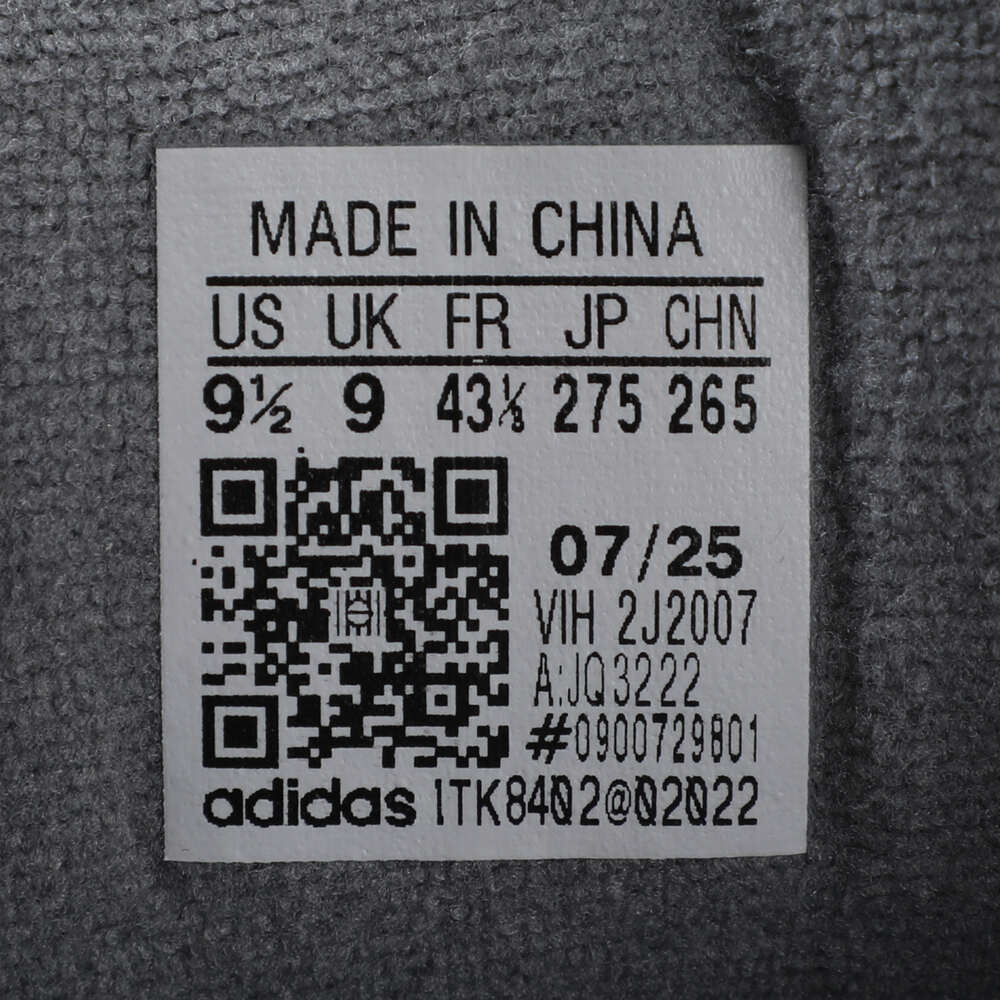 MADE IN CHINA
US UK FR JP CHN
9½ 9 43⅓ 275 265
07/25
VIH 2J2007
A:JQ3222
#0900729801
adidas 1TK8402@02022